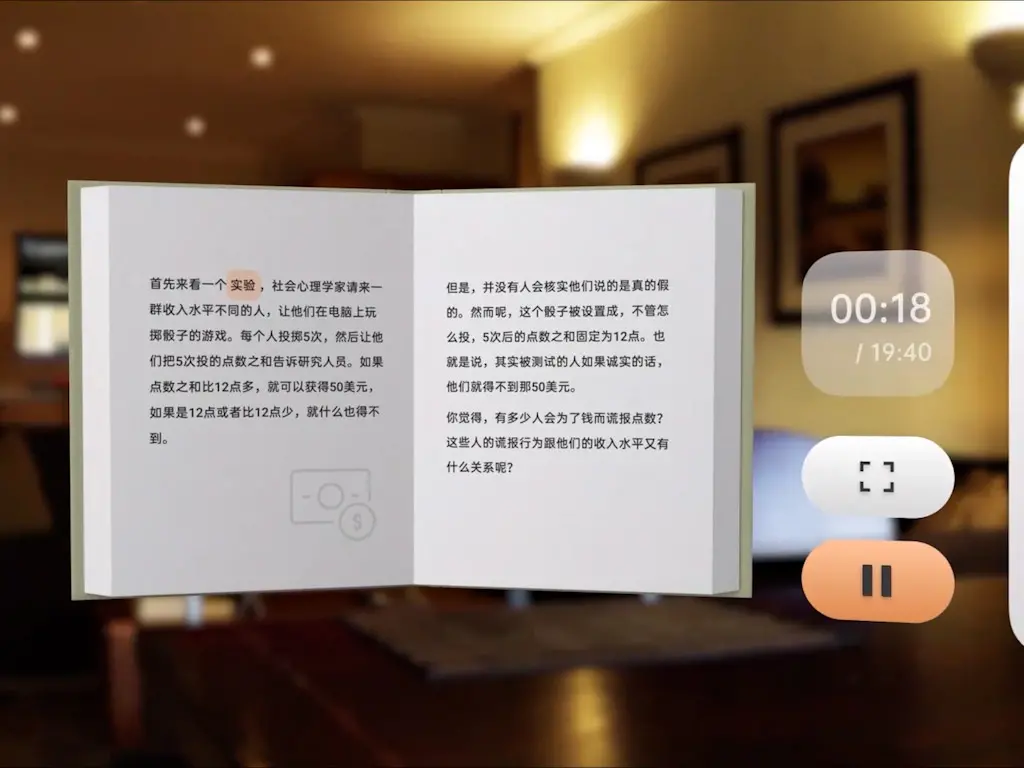 首先来看一个实验，社会心理学家请来一
群收入水平不同的人，让他们在电脑上玩
掷骰子的游戏。每个人投掷5次，然后让他
们把5次投的点数之和告诉研究人员。如果
点数之和比12点多，就可以获得50美元，
如果是12点或者比12点少，就什么也得不
到。
$
但是，并没有人会核实他们说的是真的假
的。然而呢，这个骰子被设置成，不管怎
么投，5次后的点数之和固定为12点。也
就是说，其实被测试的人如果诚实的话，
他们就得不到那50美元。
你觉得，有多少人会为了钱而谎报点数？
这些人的谎报行为跟他们的收入水平又有
什么关系呢？
00:18
/ 19:40